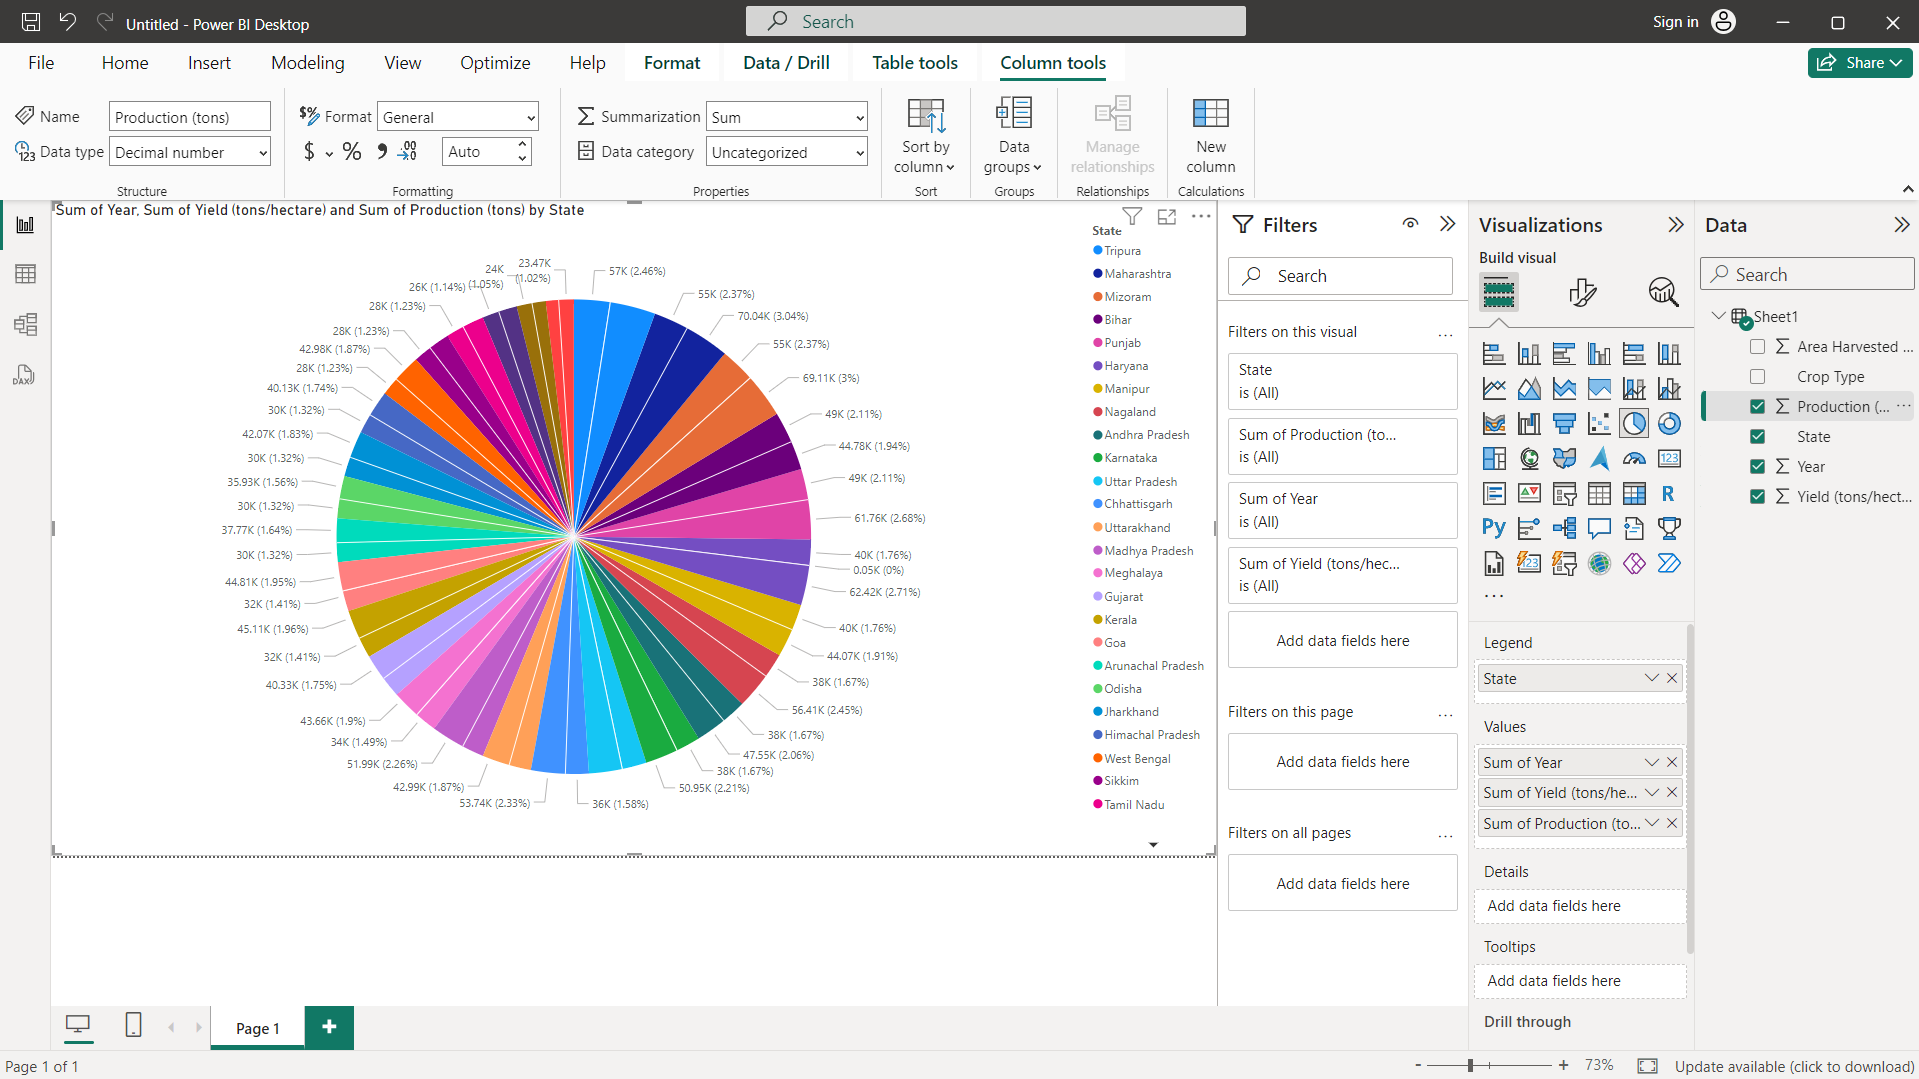 Untitled - Power BI Desktop
Search
Sign in
File
Home
Insert
Modeling
View
Optimize
Help
Format
Data / Drill
Table tools
Column tools
Share
Name
Production (tons)
Data type
Decimal number
Structure
Format
General
$
%
Auto
Formatting
Summarization
Sum
Data category
Uncategorized
Properties
Sort by
column
Sort
Data
groups
Groups
Manage
relationships
Relationships
New
column
Calculations
DAX
Sum of Year, Sum of Yield (tons/hectare) and Sum of Production (tons) by State
57K (2.46%)
55K (2.37%)
70.04K (3.04%)
55K (2.37%)
69.11K (3%)
49K (2.11%)
44.78K (1.94%)
49K (2.11%)
61.76K (2.68%)
40K (1.76%)
0.05K (0%)
62.42K (2.71%)
40K (1.76%)
44.07K (1.91%)
38K (1.67%)
56.41K (2.45%)
38K (1.67%)
47.55K (2.06%)
38K (1.67%)
50.95K (2.21%)
36K (1.58%)
53.74K (2.33%)
42.99K (1.87%)
51.99K (2.26%)
34K (1.49%)
43.66K (1.9%)
40.33K (1.75%)
32K (1.41%)
45.11K (1.96%)
32K (1.41%)
44.81K (1.95%)
30K (1.32%)
37.77K (1.64%)
30K (1.32%)
35.93K (1.56%)
30K (1.32%)
42.07K (1.83%)
30K (1.32%)
40.13K (1.74%)
28K (1.23%)
42.98K (1.87%)
28K (1.23%)
28K (1.23%)
26K (1.14%)
24K
(1.05%)
23.47K
(1.02%)
State
Tripura
Maharashtra
Mizoram
Bihar
Punjab
Haryana
Manipur
Nagaland
Andhra Pradesh
Karnataka
Uttar Pradesh
Chhattisgarh
Uttarakhand
Madhya Pradesh
Meghalaya
Gujarat
Kerala
Goa
Arunachal Pradesh
Odisha
Jharkhand
Himachal Pradesh
West Bengal
Sikkim
Tamil Nadu
Filters
Search
Filters on this visual
...
State
is (All)
Sum of Production (to...
is (All)
Sum of Year
is (All)
Sum of Yield (tons/hec...
is (All)
Add data fields here
Filters on this page
...
Add data fields here
Filters on all pages
...
Add data fields here
Visualizations
Build visual
123
R
Py
...
Legend
State
Values
Sum of Year
Sum of Yield (tons/he...
Sum of Production (to...
Details
Add data fields here
Tooltips
Add data fields here
Drill through
Data
Search
Sheet1
Area Harvested ...
Crop Type
Production (...
State
Year
Yield (tons/hect...
Page 1
Page 1 of 1
- + 73%
Update available (click to download)